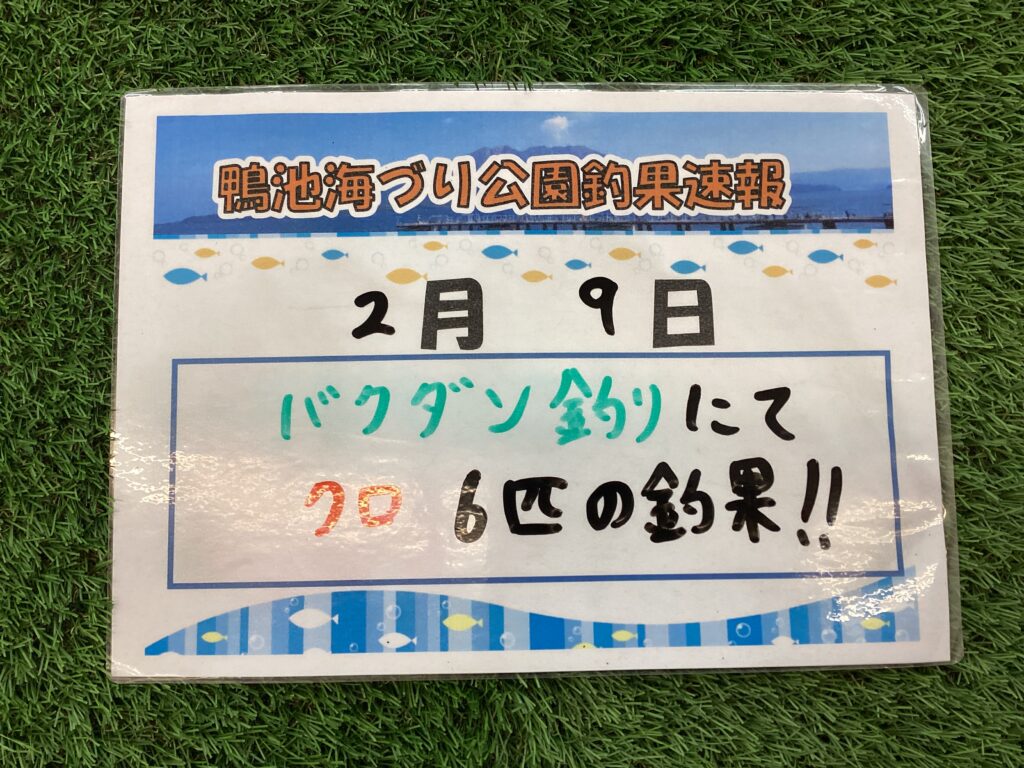 鴨池海づり公園釣果速報
2月 9日
バクダン釣りにて
クロ 6匹の釣果!!